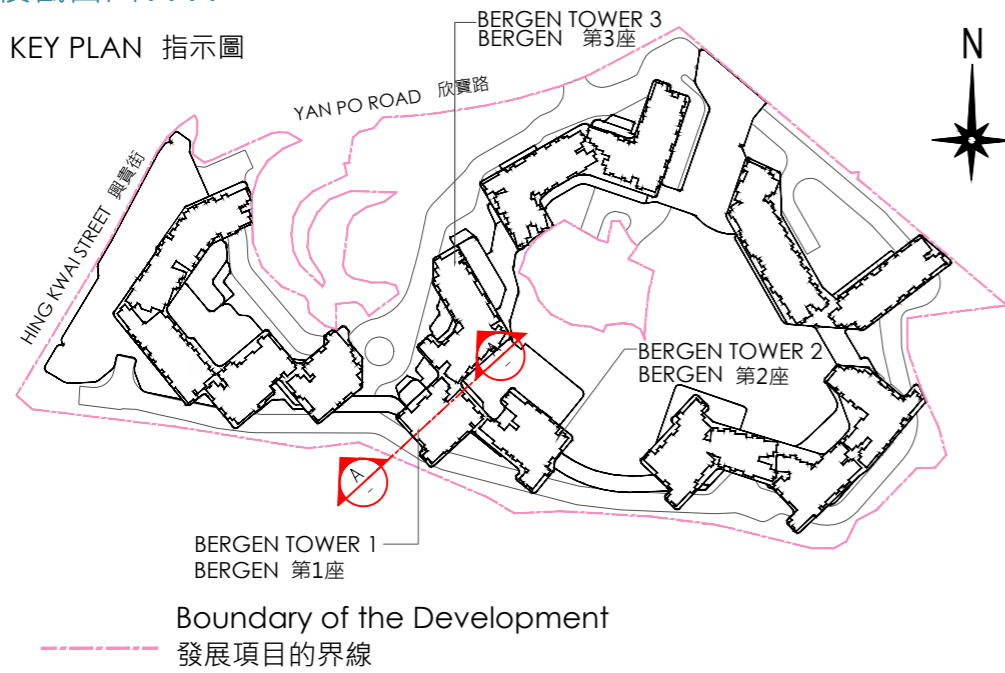 KEY PLAN 指示圖
BERGEN TOWER 3
BERGEN 第3座
N
YAN PO ROAD 欣寶路
HING KWAI STREET 興貴街
BERGEN TOWER 2
BERGEN 第2座
A
BERGEN TOWER 1
BERGEN 第1座
Boundary of the Development
發展項目的界線